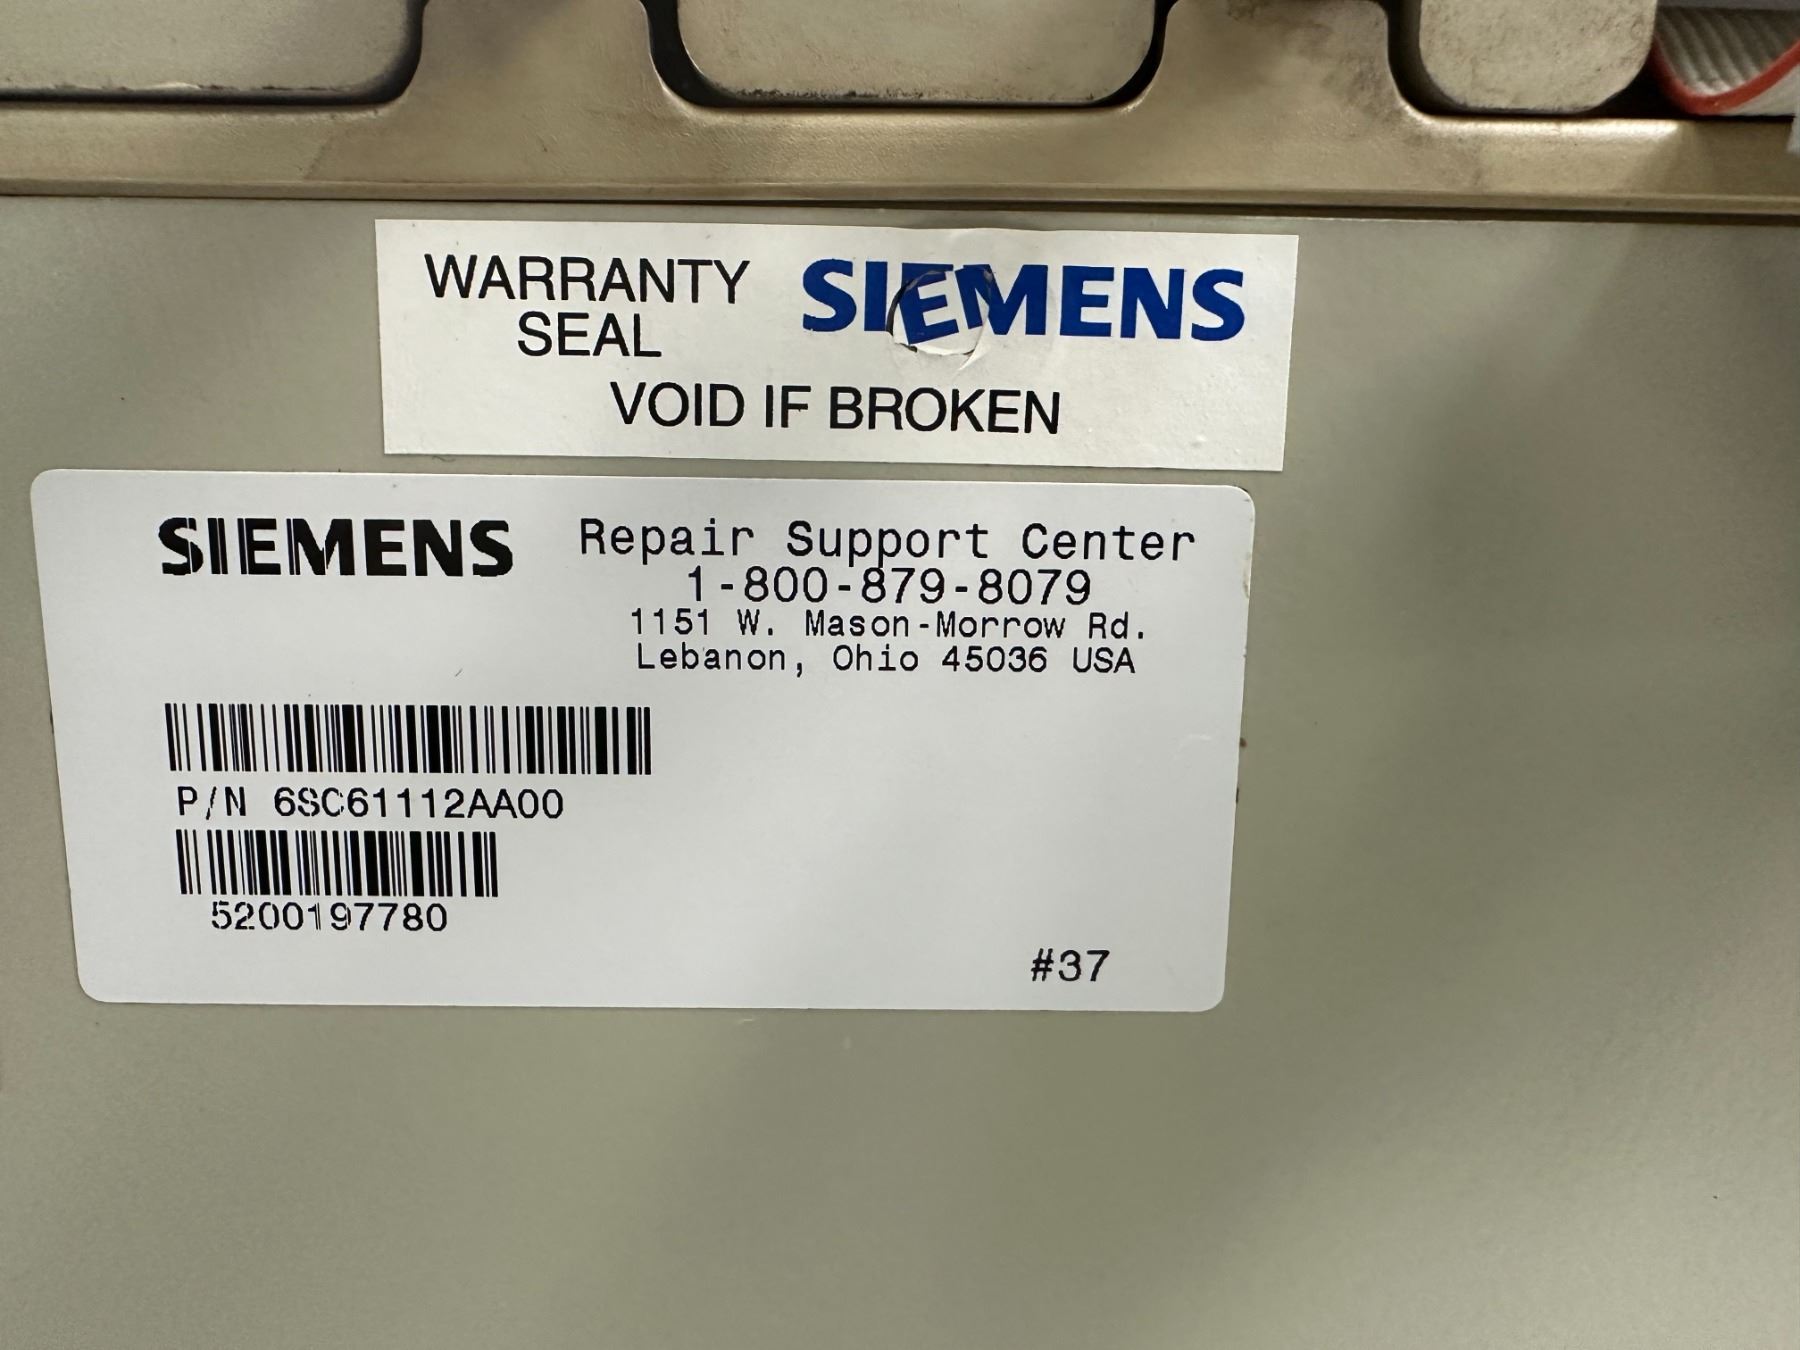 WARRANTY SEAL SIEMENS
VOID IF BROKEN
SIEMENS Repair Support Center
1-800-879-8079
1151 W. Mason-Morrow Rd.
Lebanon, Ohio 45036 USA
P/N 6SC61112AA00
5200197780
#37